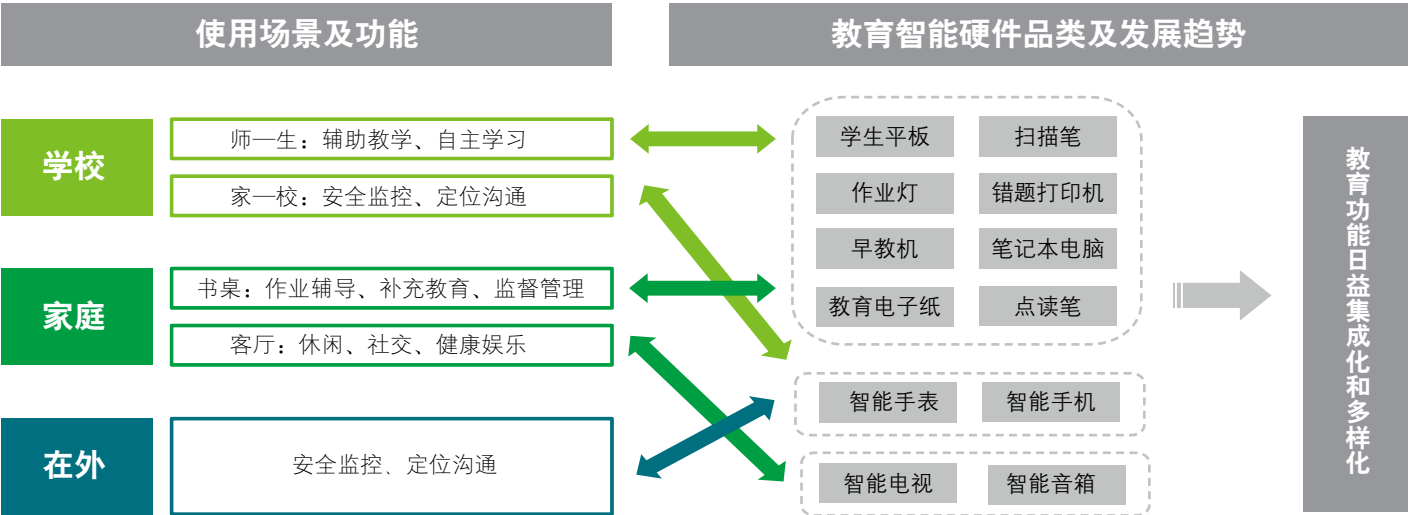 使用场景及功能
教育智能硬件品类及发展趋势
学校
师—生：辅助教学、自主学习
家—校：安全监控、定位沟通
家庭
书桌：作业辅导、补充教育、监督管理
客厅：休闲、社交、健康娱乐
在外
安全监控、定位沟通
学生平板
扫描笔
作业灯
错题打印机
早教机
笔记本电脑
教育电子纸
点读笔
智能手表
智能手机
智能电视
智能音箱
教育功能日益集成化和多样化